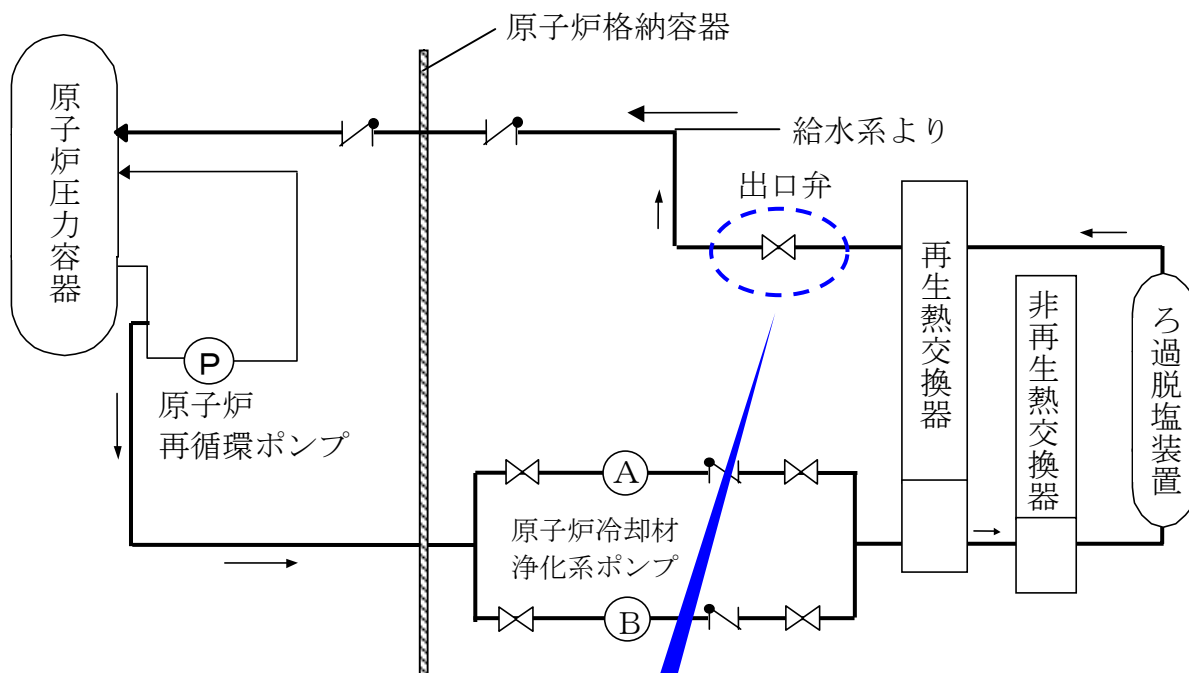 原子炉格納容器
原子炉圧力容器
給水系より
出口弁
再生熱交換器
非再生熱交換器
ろ過脱塩装置
P
原子炉
再循環ポンプ
A
原子炉冷却材
浄化系ポンプ
B